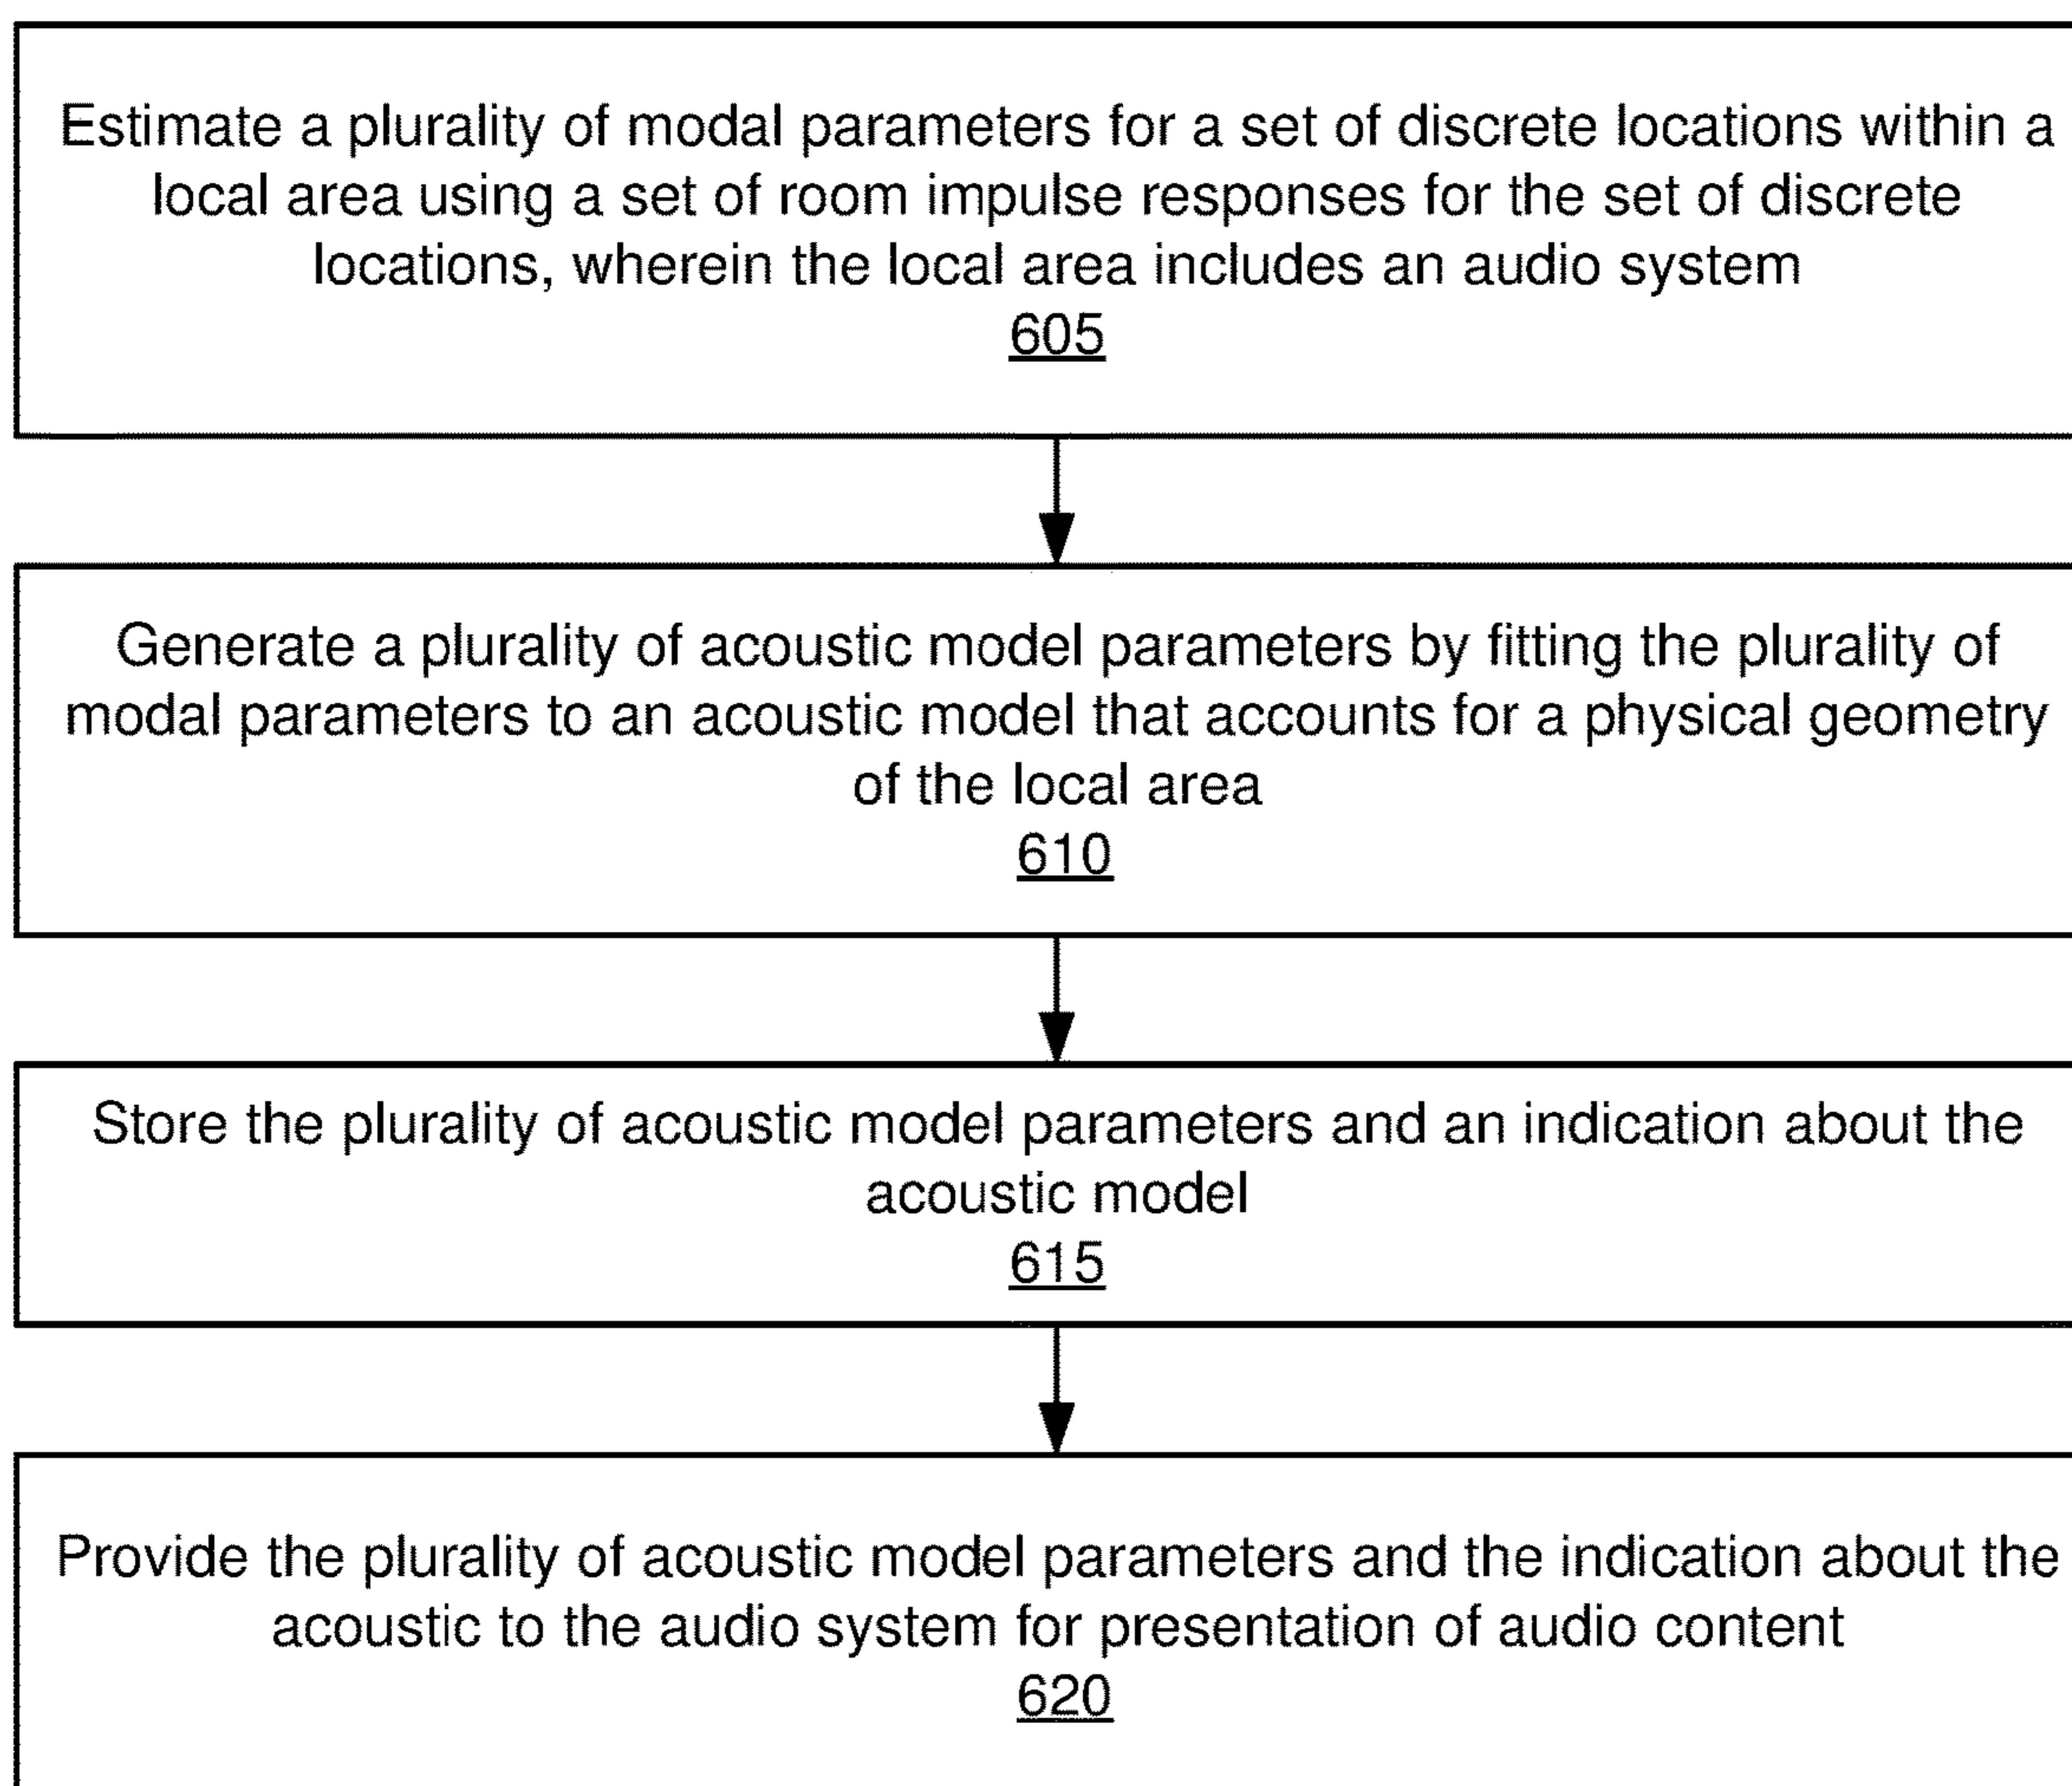 Estimate a plurality of modal parameters for a set of discrete locations within a
local area using a set of room impulse responses for the set of discrete
locations, wherein the local area includes an audio system
605
Generate a plurality of acoustic model parameters by fitting the plurality of
modal parameters to an acoustic model that accounts for a physical geometry
of the local area
610
Store the plurality of acoustic model parameters and an indication about the
acoustic model
615
Provide the plurality of acoustic model parameters and the indication about the
acoustic to the audio system for presentation of audio content
620